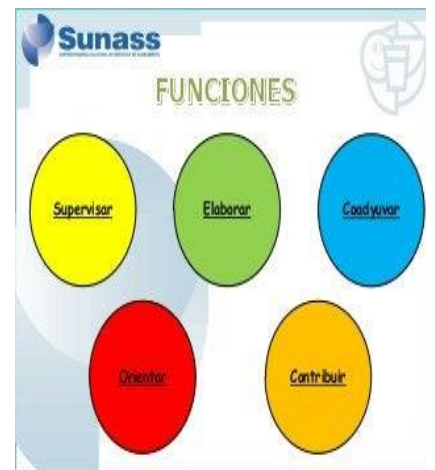 Sunass
FUNCIONES
Supervisar
Elaborar
Coadyuvar
Orientar
Contribuir